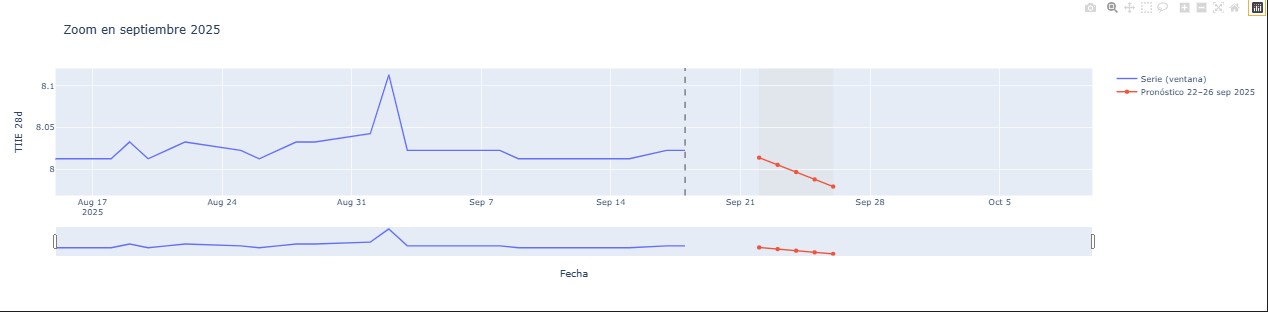 Zoom en septiembre 2025
Serie (ventana)
Pronóstico 22–26 sep 2025
TIIE 28d
8.1
8.05
8
Aug 17
2025
Aug 24
Aug 31
Sep 7
Sep 14
Sep 21
Sep 28
Oct 5
Fecha